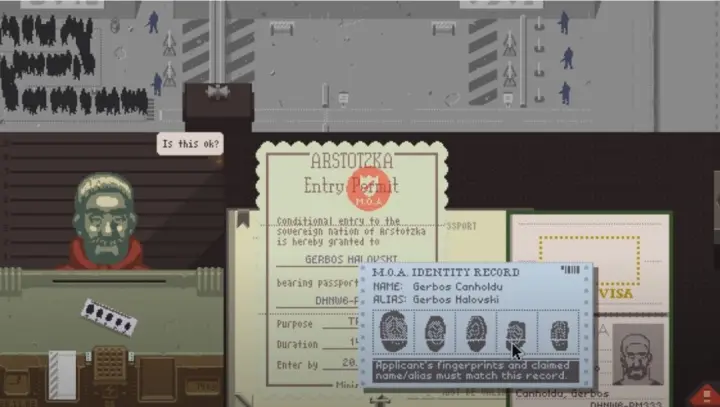 Is this ok?
ARSTOTZKA
Entry Permit
M.O.A
Conditional entry to the
sovereign nation of Arstotzka
is hereby granted to
GERBOS HALOVSKI
bearing passport
Purpose
Duration
Enter by 20.
SSPORT
M.O.A. IDENTITY RECORD
NAME: Gerbos Canholdu
ALIAS: Gerbos Halovski
Applicant's fingerprints and claimed
name/alias must match this record.
VISA
Canholdu, Gerbos